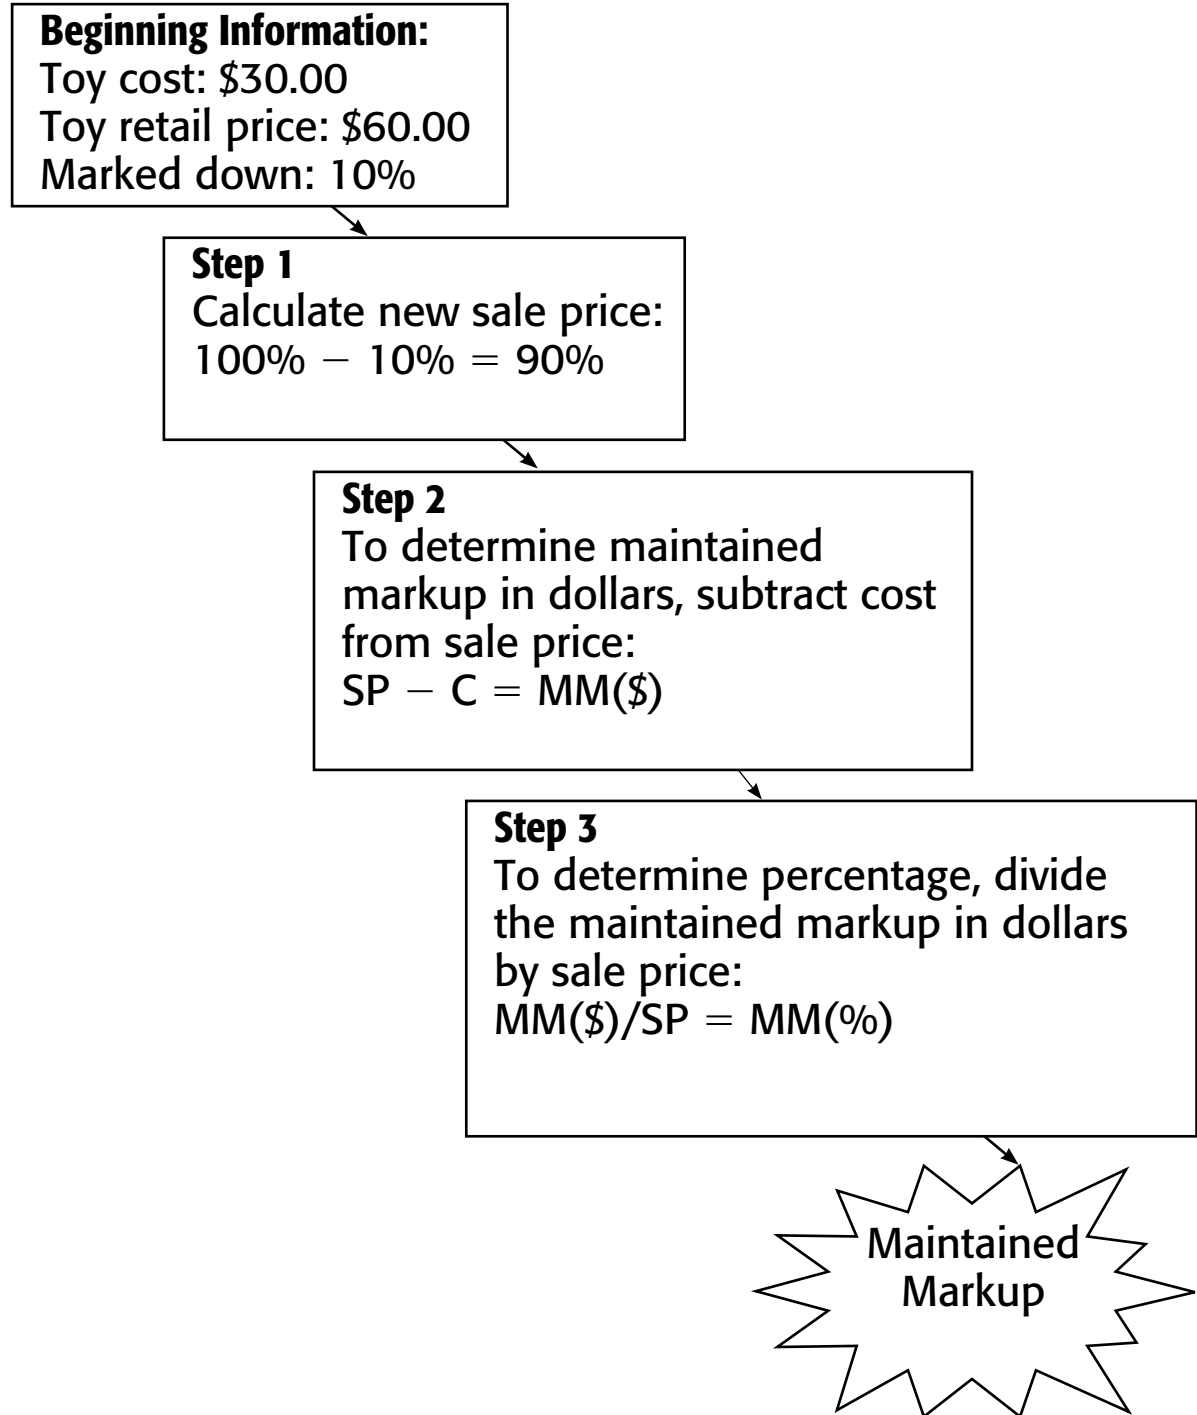 Beginning Information:
Toy cost: $30.00
Toy retail price: $60.00
Marked down: 10%
Step 1
Calculate new sale price:
100% − 10% = 90%
Step 2
To determine maintained
markup in dollars, subtract cost
from sale price:
SP − C = MM($)
Step 3
To determine percentage, divide
the maintained markup in dollars
by sale price:
MM($)/SP = MM(%)
Maintained
Markup